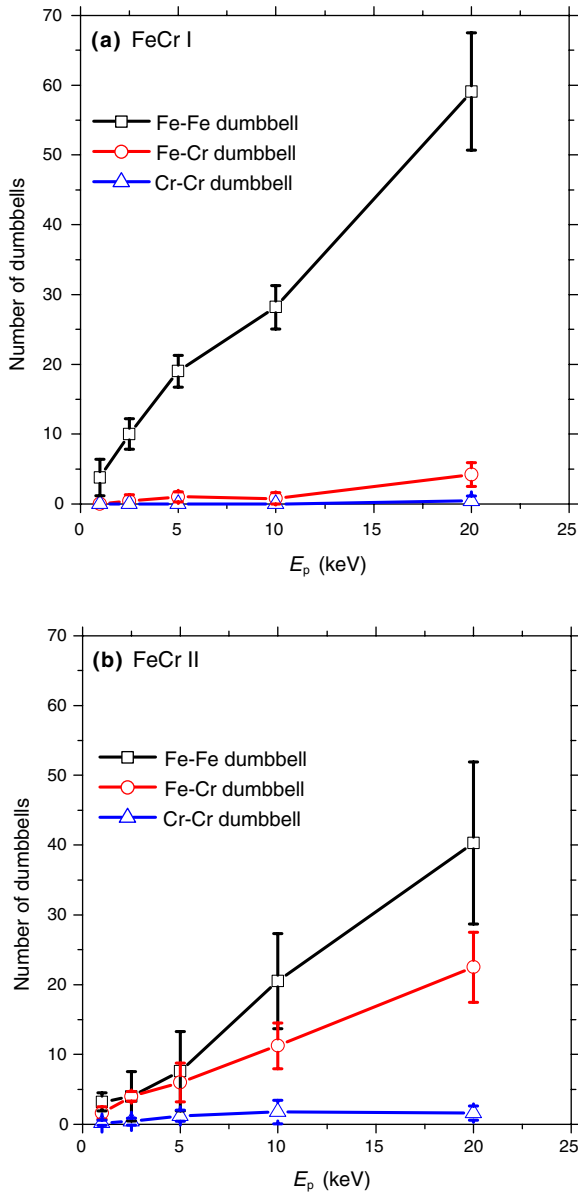 70
(a) FeCr I
60
Fe-Fe dumbbell
Fe-Cr dumbbell
Cr-Cr dumbbell
50
40
30
20
10
0
Number of dumbbells
0 5 10 15 20 25
Ep (keV)
70
(b) FeCr II
60
Fe-Fe dumbbell
Fe-Cr dumbbell
Cr-Cr dumbbell
50
40
30
20
10
0
Number of dumbbells
0 5 10 15 20 25
Ep (keV)